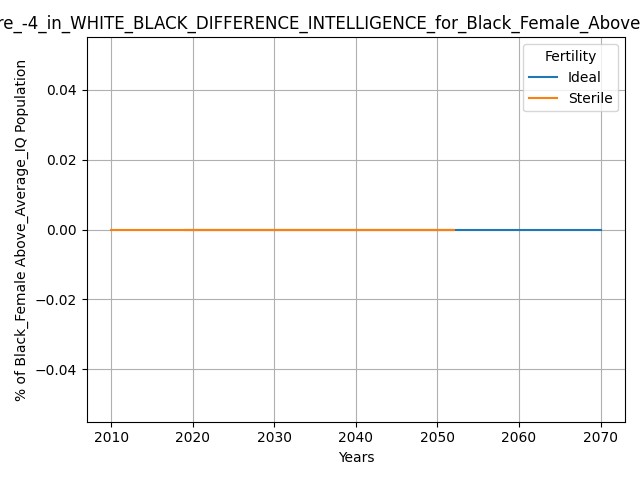 re_-4_in_WHITE_BLACK_DIFFERENCE_INTELLIGENCE_for_Black_Female_Above
Fertility
Ideal
Sterile
% of Black_Female Above_Average_IQ Population
0.04
0.02
0.00
−0.02
−0.04
2010 2020 2030 2040 2050 2060 2070
Years